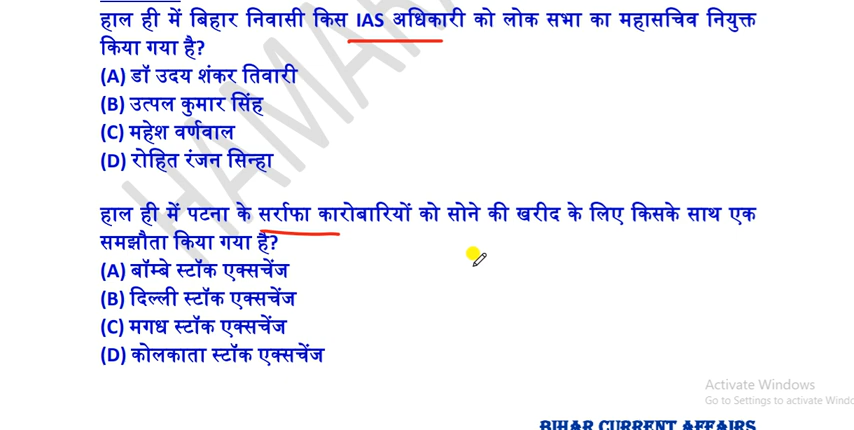 हाल ही में बिहार निवासी किस IAS अधिकारी को लोक सभा का महासचिव नियुक्त
किया गया है?
(A) डॉ उदय शंकर तिवारी
(B) उत्पल कुमार सिंह
(C) महेश वर्णवाल
(D) रोहित रंजन सिन्हा
हाल ही में पटना के सर्राफा कारोबारियों को सोने की खरीद के लिए किसके साथ एक
समझौता किया गया है?
(A) बॉम्बे स्टॉक एक्सचेंज
(B) दिल्ली स्टॉक एक्सचेंज
(C) मगध स्टॉक एक्सचेंज
(D) कोलकाता स्टॉक एक्सचेंज
Activate Windows
Go to Settings to activate Windo
BIHAR CURRENT AFFAIRS